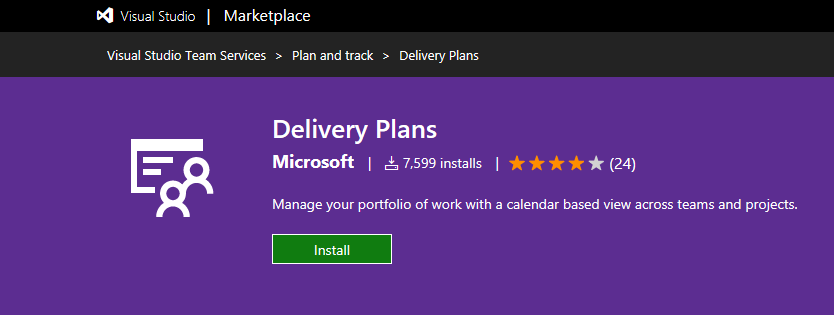 Visual Studio | Marketplace
Visual Studio Team Services > Plan and track > Delivery Plans
Delivery Plans
Microsoft | 7,599 installs | (24)
Manage your portfolio of work with a calendar based view across teams and projects.
Install